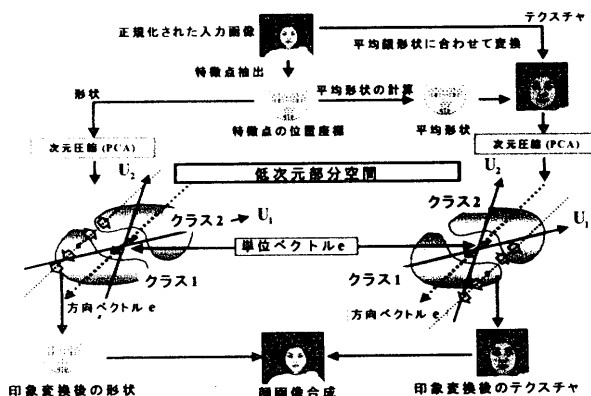 テクスチャ
正規化された入力画像
平均顔形状に合わせて変換
特徴点抽出
形状
平均形状の計算
特徴点の位置座標
平均形状
次元圧縮(PCA)
次元圧縮(PCA)
U2
低次元部分空間
U2
クラス2
U1
クラス2
U1
単位ベクトルe
クラス1
クラス1
方向ベクトル e
方向ベクトル e
印象変換後の形状
顔画像合成
印象変換後のテクスチャ